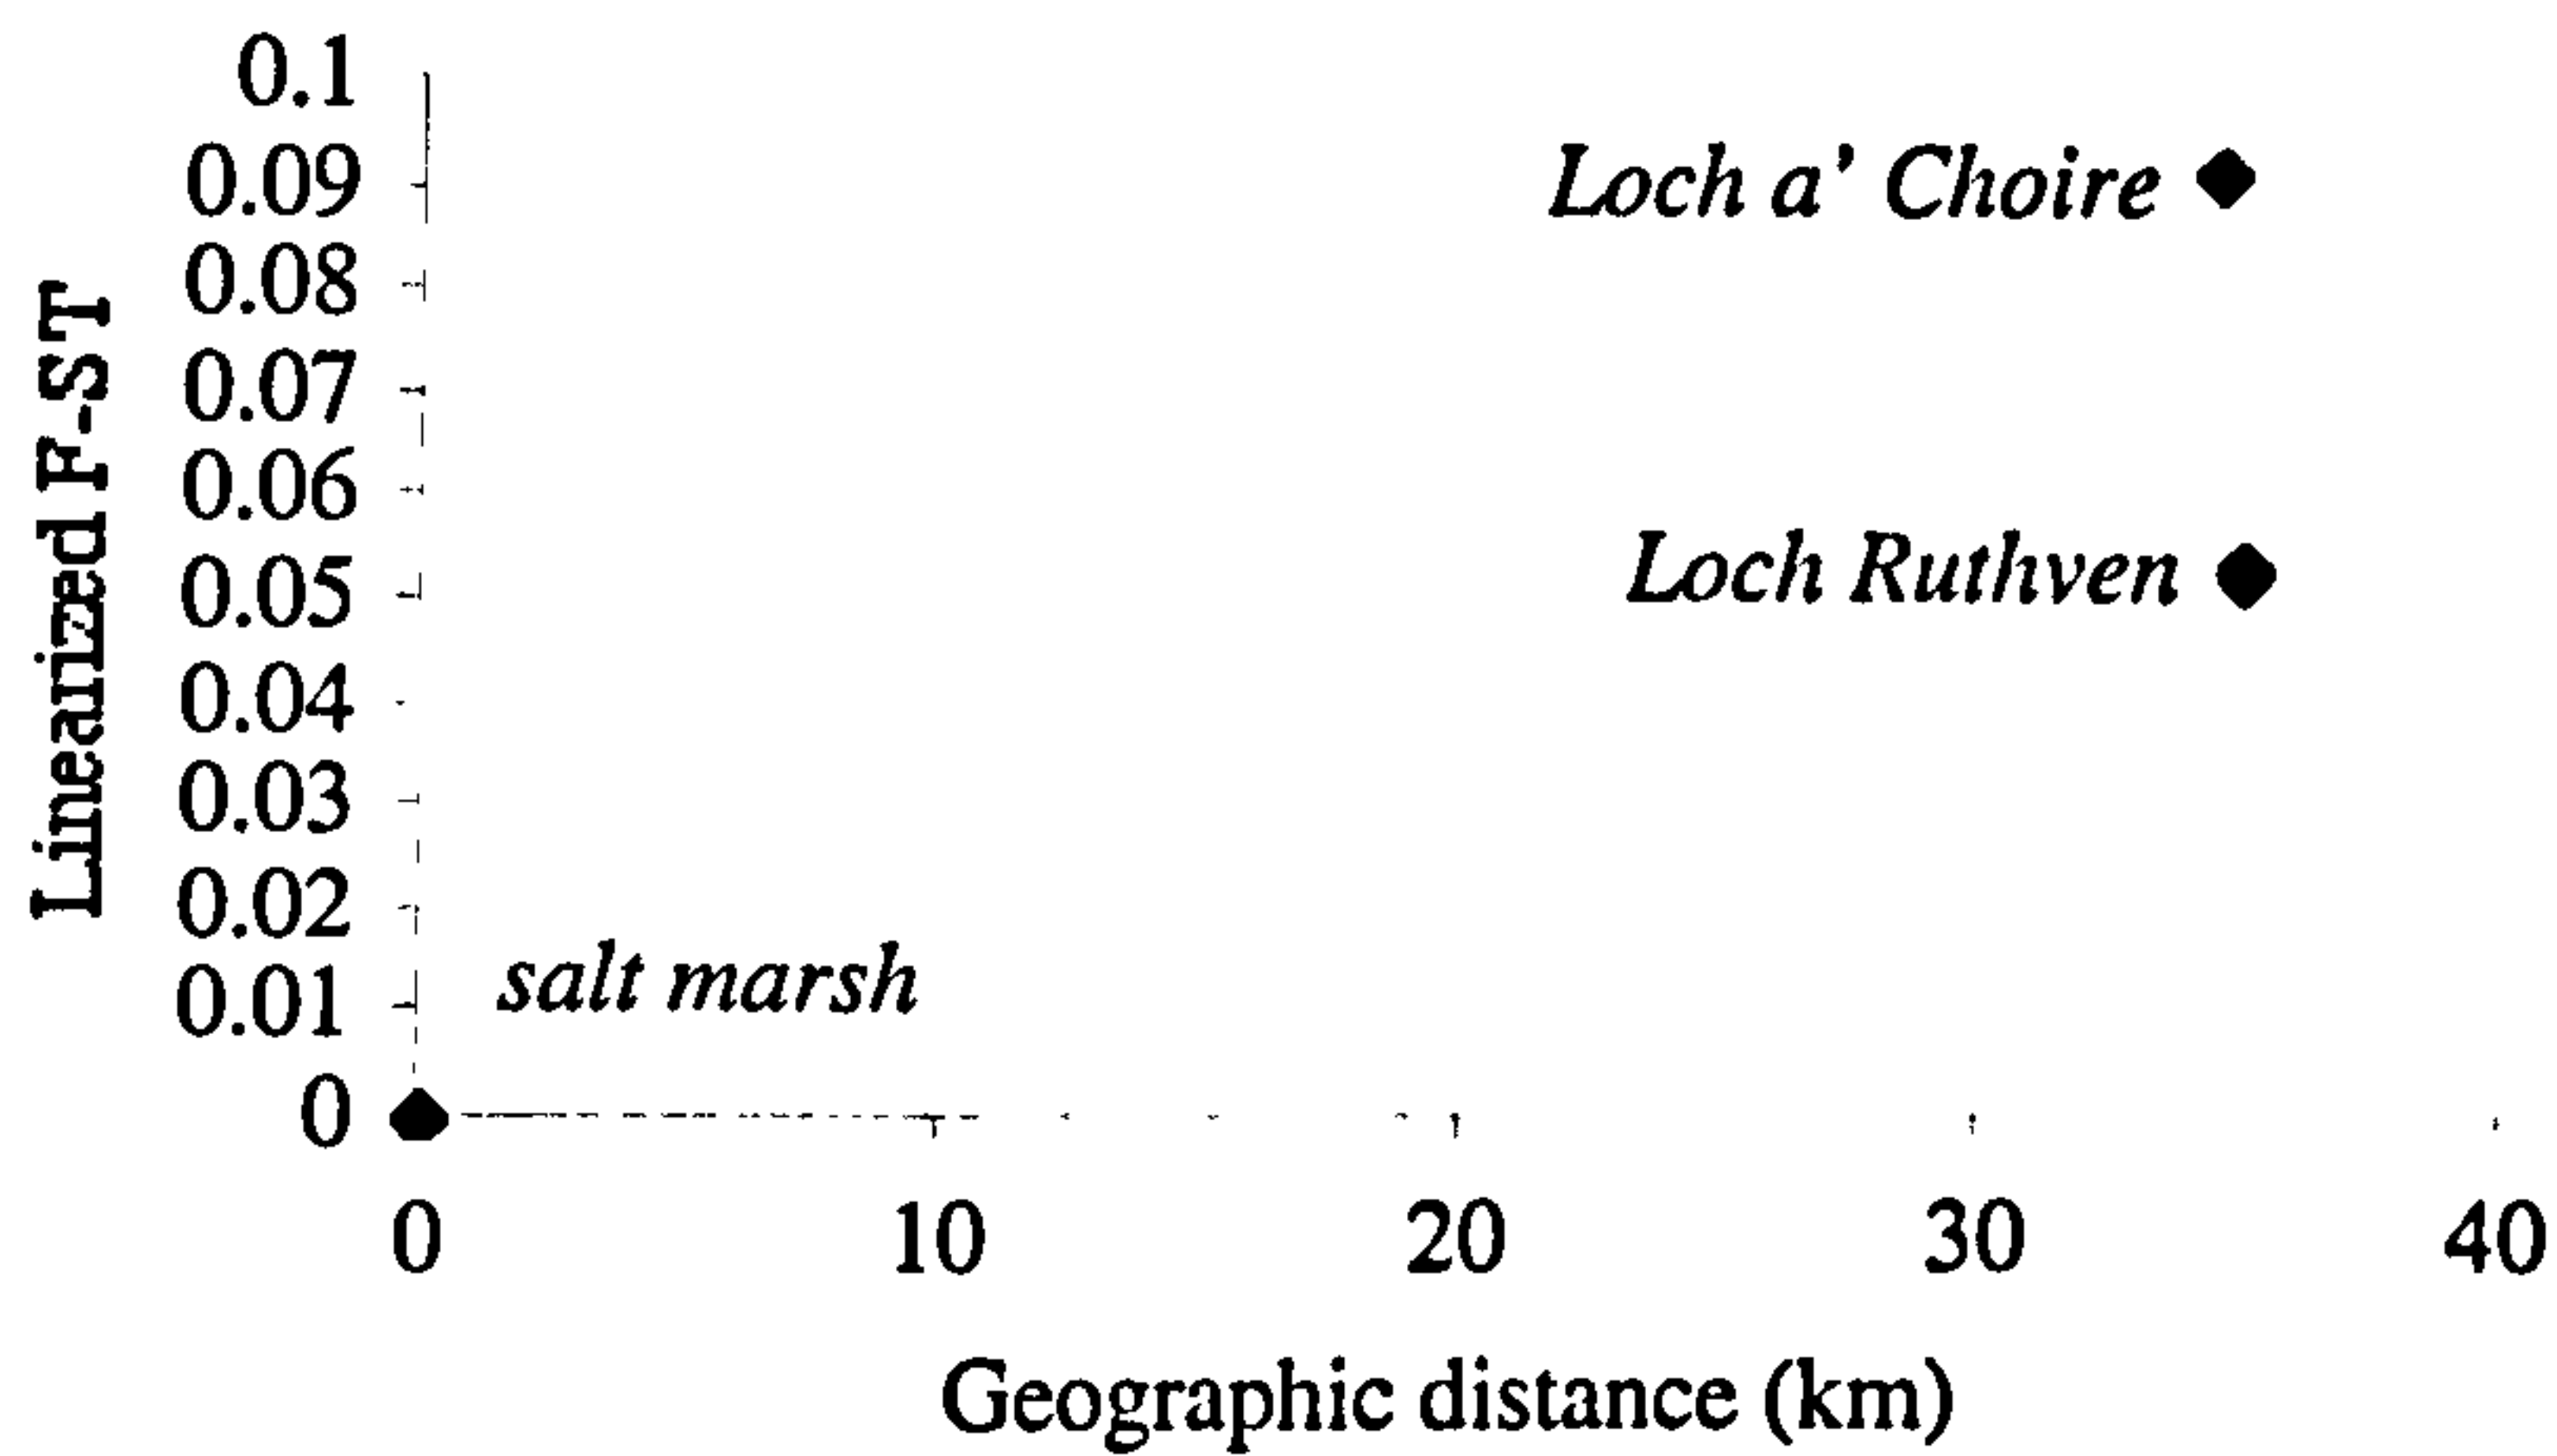 Linearized F-ST
0.1
0.09
0.08
0.07
0.06
0.05
0.04
0.03
0.02
0.01
0
Loch a' Choire
Loch Ruthven
salt marsh
0 10 20 30 40
Geographic distance (km)